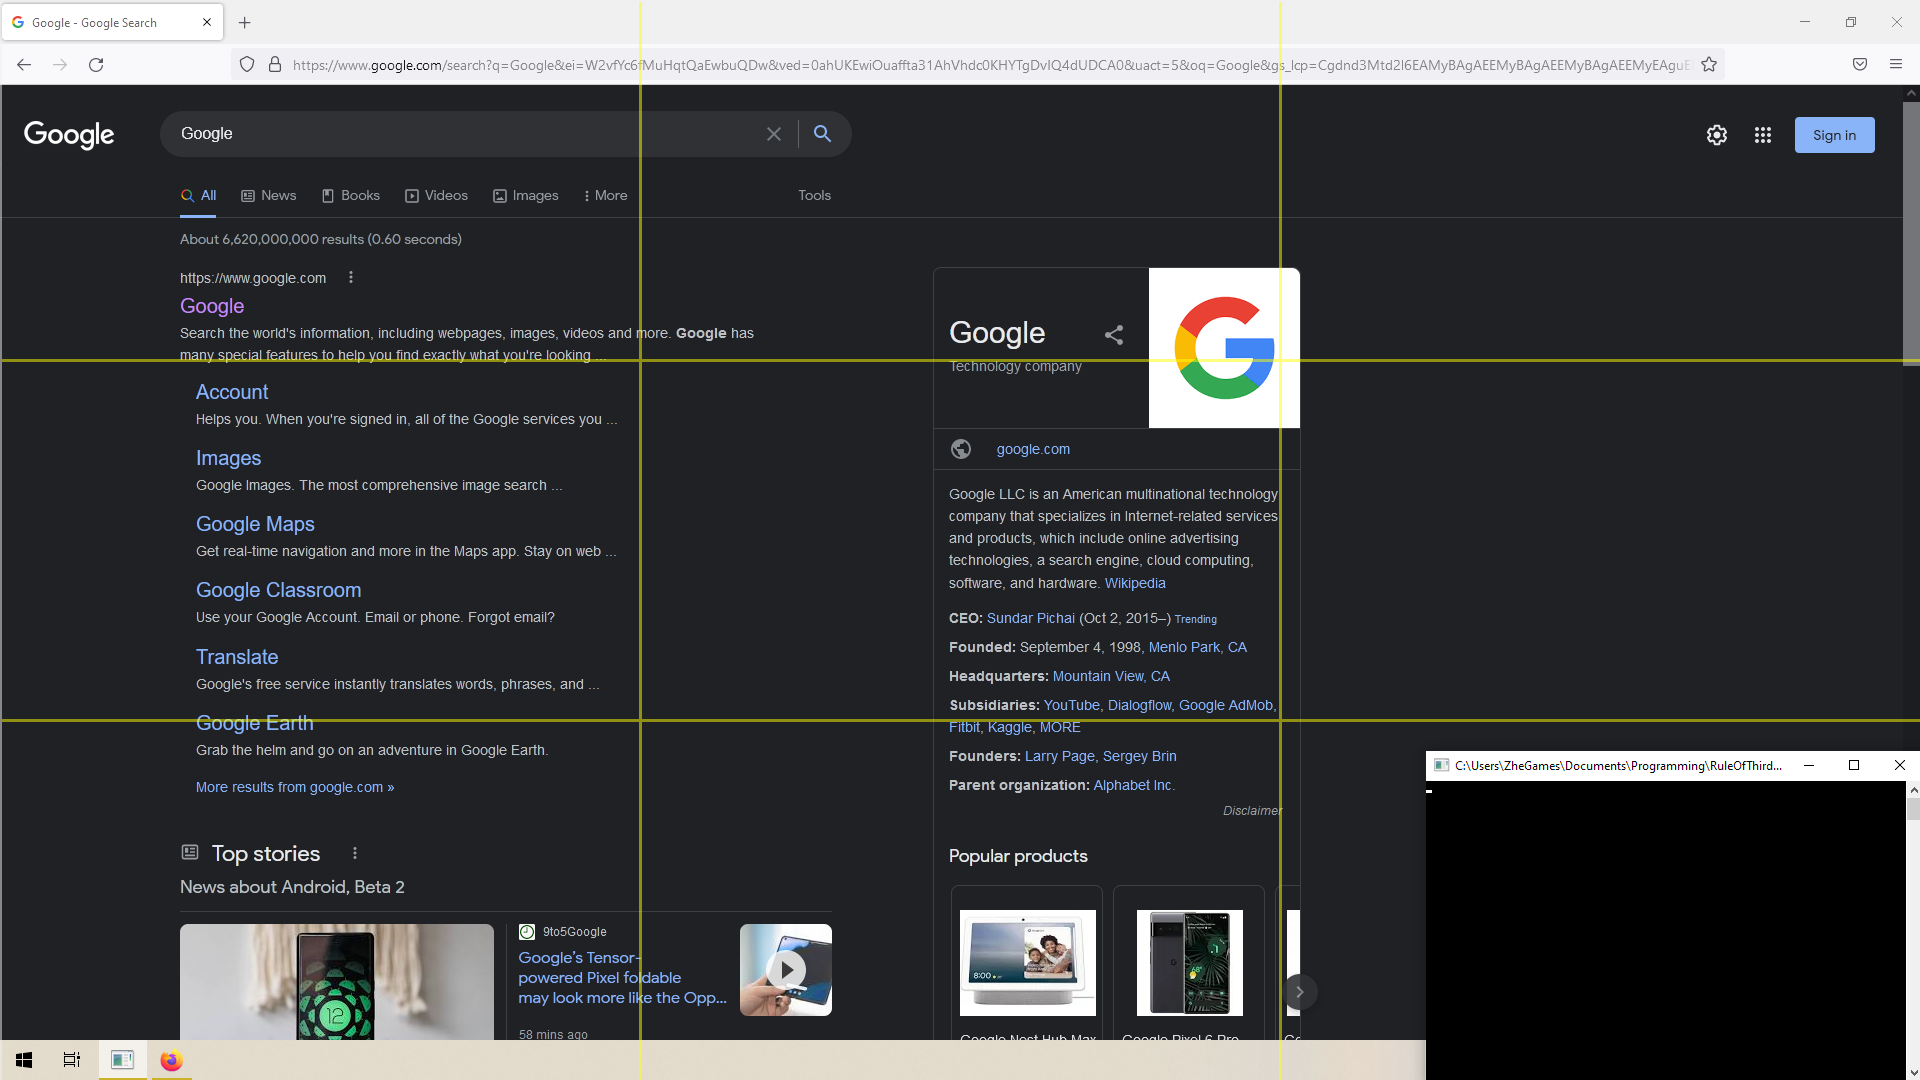 Google - Google Search
https://www.google.com/search?q=Google&ei=W2vfYc6fMuHqtQaEwbuQDw&ved=0ahUKEwiOuaffta31AhVhdc0KHYTgDvIQ4dUDCA0&uact=5&oq=Google&gs_lcp=Cgdnd3Mtd2l6EAMyBAgAEEMyBAgAEEMyBAgAEEMyEAguE
Google
Google
Sign in
All News Books Videos Images More Tools
About 6,620,000,000 results (0.60 seconds)
https://www.google.com
Google
Search the world's information, including webpages, images, videos and more. Google has
many special features to help you find exactly what you're looking ...
Account
Helps you. When you're signed in, all of the Google services you ...
Images
Google Images. The most comprehensive image search ...
Google Maps
Get real-time navigation and more in the Maps app. Stay on web ...
Google Classroom
Use your Google Account. Email or phone. Forgot email?
Translate
Google's free service instantly translates words, phrases, and ...
Google Earth
Grab the helm and go on an adventure in Google Earth.
More results from google.com »
Top stories
News about Android, Beta 2
12
9to5Google
Google's Tensor-
powered Pixel foldable
may look more like the Opp...
58 mins ago
Google
Technology company
G
google.com
Google LLC is an American multinational technology
company that specializes in Internet-related services
and products, which include online advertising
technologies, a search engine, cloud computing,
software, and hardware. Wikipedia
CEO: Sundar Pichai (Oct 2, 2015–) Trending
Founded: September 4, 1998, Menlo Park, CA
Headquarters: Mountain View, CA
Subsidiaries: YouTube, Dialogflow, Google AdMob,
Fitbit, Kaggle, MORE
Founders: Larry Page, Sergey Brin
Parent organization: Alphabet Inc.
Disclaimer
Popular products
8:00
68°
Google Nest Hub Max
Google Pixel 6 Pro
C:\Users\ZheGames\Documents\Programming\RuleOfThird...